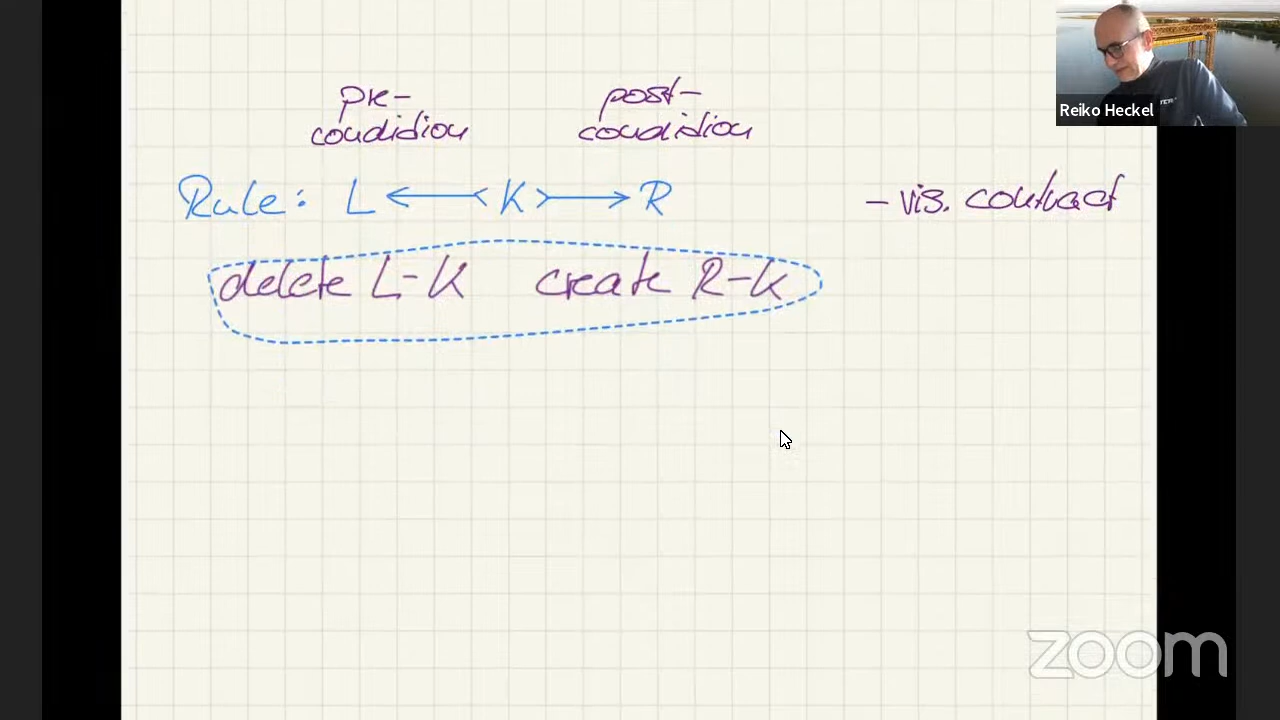 pre- post-
condition condition
Rule: L ← K → R - vis. contract
delete L-K create R-K
Reiko Heckel
zoom